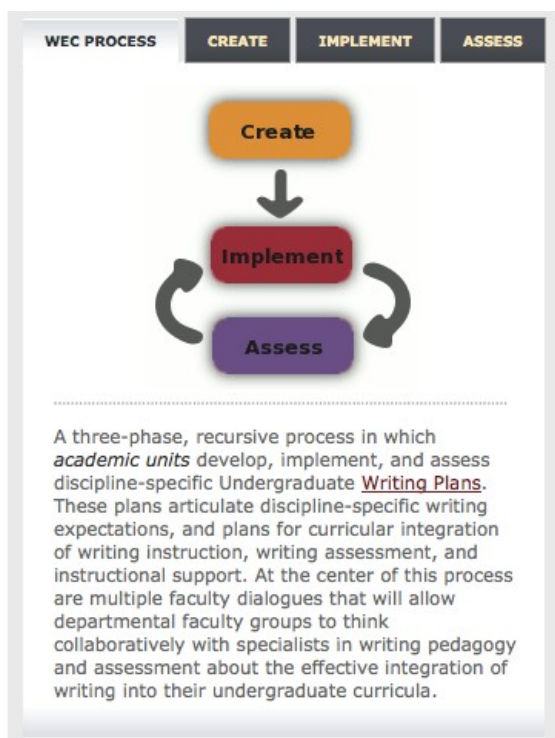 WEC PROCESS CREATE IMPLEMENT ASSESS
Create
Implement
Assess
A three-phase, recursive process in which
academic units develop, implement, and assess
discipline-specific Undergraduate Writing Plans.
These plans articulate discipline-specific writing
expectations, and plans for curricular integration
of writing instruction, writing assessment, and
instructional support. At the center of this process
are multiple faculty dialogues that will allow
departmental faculty groups to think
collaboratively with specialists in writing pedagogy
and assessment about the effective integration of
writing into their undergraduate curricula.